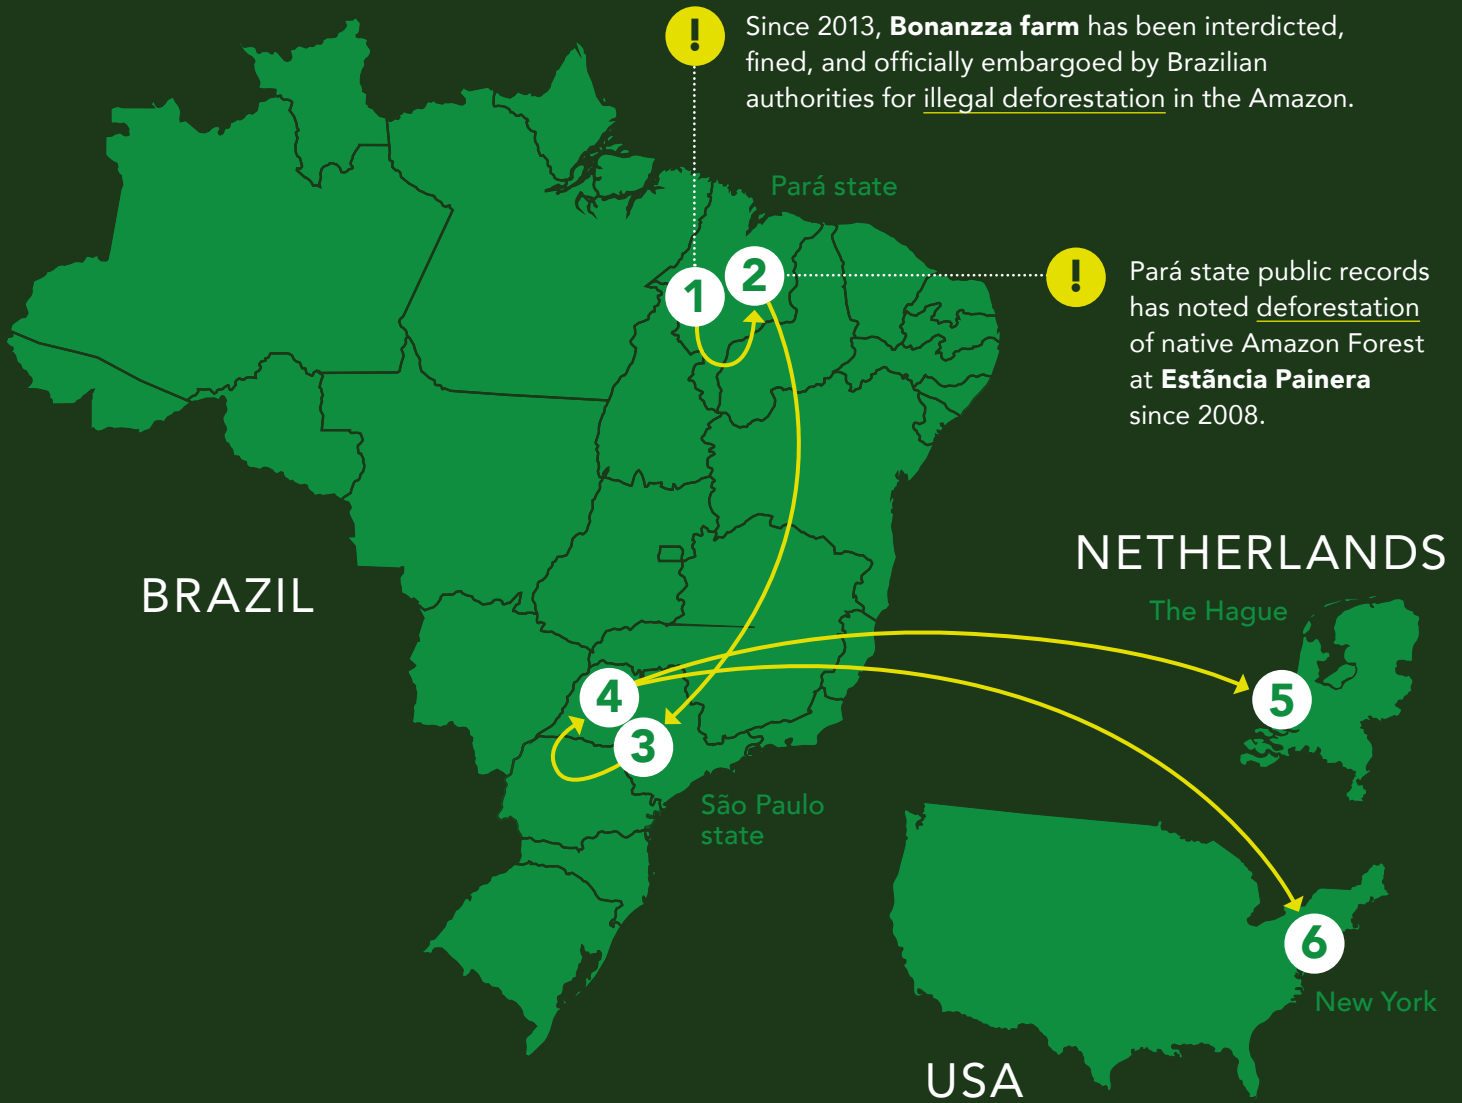 !
Since 2013, Bonanzza farm has been interdicted,
fined, and officially embargoed by Brazilian
authorities for illegal deforestation in the Amazon.
Pará state
1
2
!
Pará state public records
has noted deforestation
of native Amazon Forest
at Estãncia Painera
since 2008.
BRAZIL
NETHERLANDS
The Hague
4
3
5
São Paulo
state
6
New York
USA